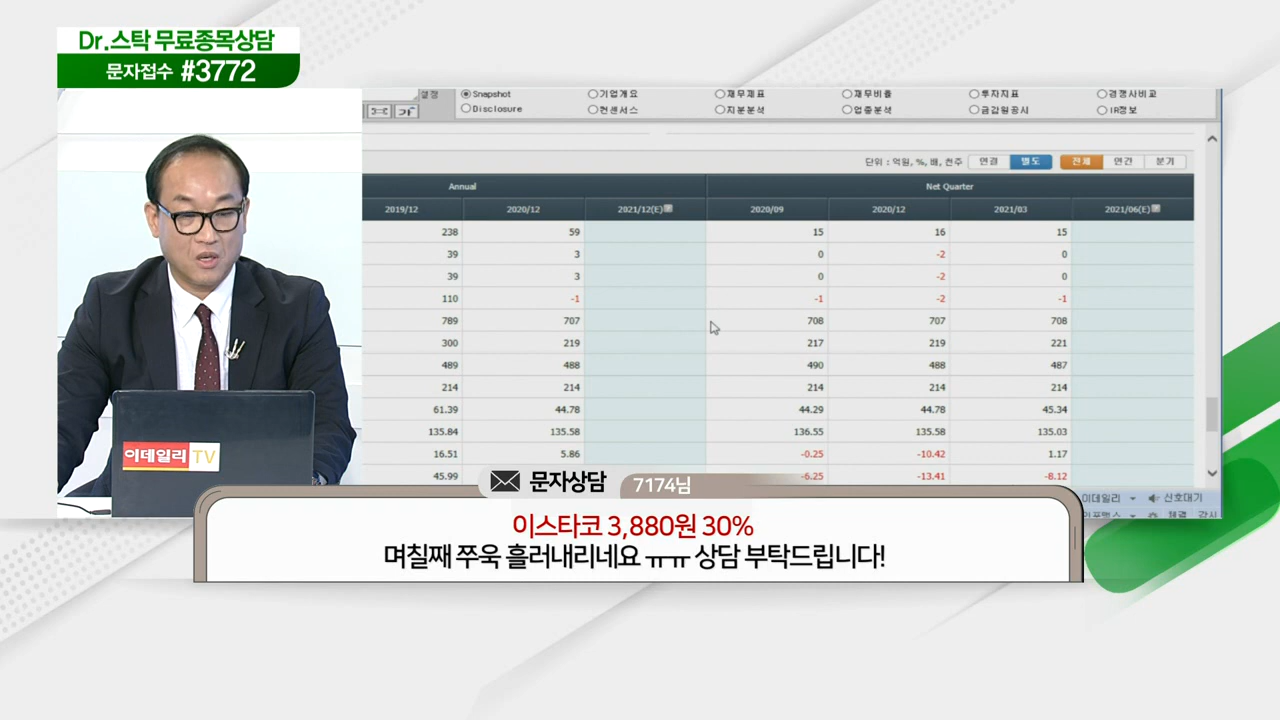 Dr.스탁 무료종목상담
문자접수 #3772
설정
Snapshot 기업개요 재무제표 재무비율 투자지표 경쟁사비교
Disclosure 컨센서스 지분분석 업종분석 금감원공시 IR정보
가
단위 : 억원, %, 배, 천주 연결 별도 전체 연간 분기
Annual Net Quarter
2019/12 2020/12 2021/12(E) 2020/09 2020/12 2021/03 2021/06(E)
238 59 15 16 15
39 3 0 -2 0
39 3 0 -2 0
110 -1 -1 -2 -1
789 707 708 707 708
300 219 217 219 221
489 488 490 488 487
214 214 214 214 214
61.39 44.78 44.29 44.78 45.34
135.84 135.58 136.55 135.58 135.03
16.51 5.86 -0.25 -10.42 1.17
45.99 -6.25 -13.41 -8.12
이데일리 TV
이데일리 신호대기
체결
문자상담 7174님
이스타코 3,880원 30%
며칠째 쭈욱 흘러내리네요 ㅠㅠ 상담 부탁드립니다!